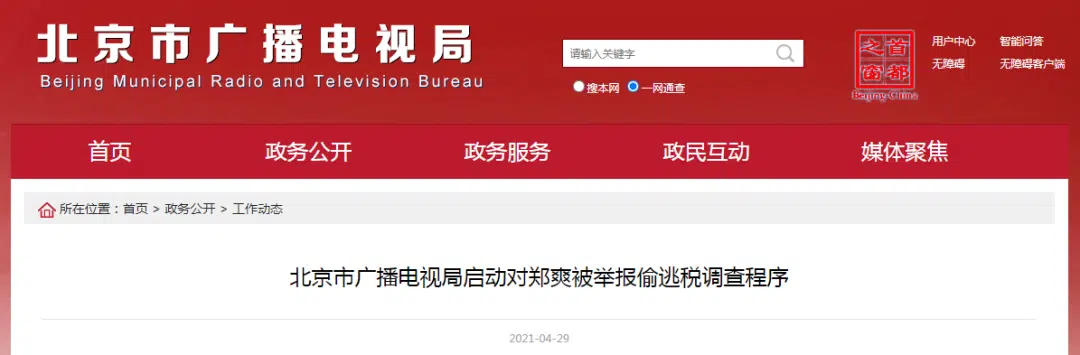 北京市广播电视局
Beijing Municipal Radio and Television Bureau
请输入关键字
搜本网 一网通查
首都之窗
Beijing-China
用户中心 智能问答
无障碍 无障碍客户端
首页 政务公开 政务服务 政民互动 媒体聚焦
所在位置：首页 > 政务公开 > 工作动态
北京市广播电视局启动对郑爽被举报偷逃税调查程序
2021-04-29